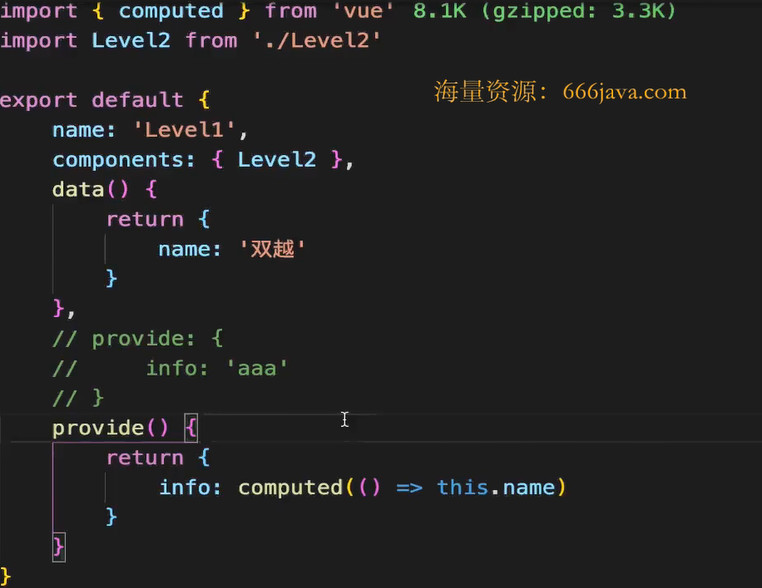 import { computed } from 'vue' 8.1K (gzipped: 3.3K)
import Level2 from './Level2'
海量资源：666java.com
export default {
    name: 'Level1',
    components: { Level2 },
    data() {
        return {
            name: '双越'
        }
    },
    // provide: {
    //     info: 'aaa'
    // }
    provide() {
        return {
            info: computed(() => this.name)
        }
    }
}